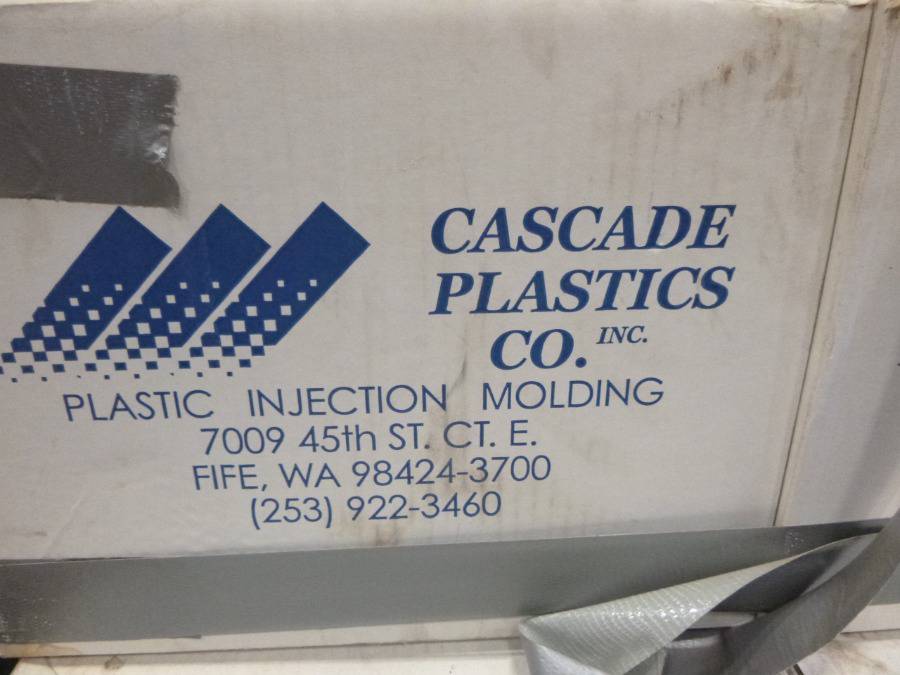 CASCADE
PLASTICS
CO. INC.
PLASTIC INJECTION MOLDING
7009 45th ST. CT. E.
FIFE, WA 98424-3700
(253) 922-3460